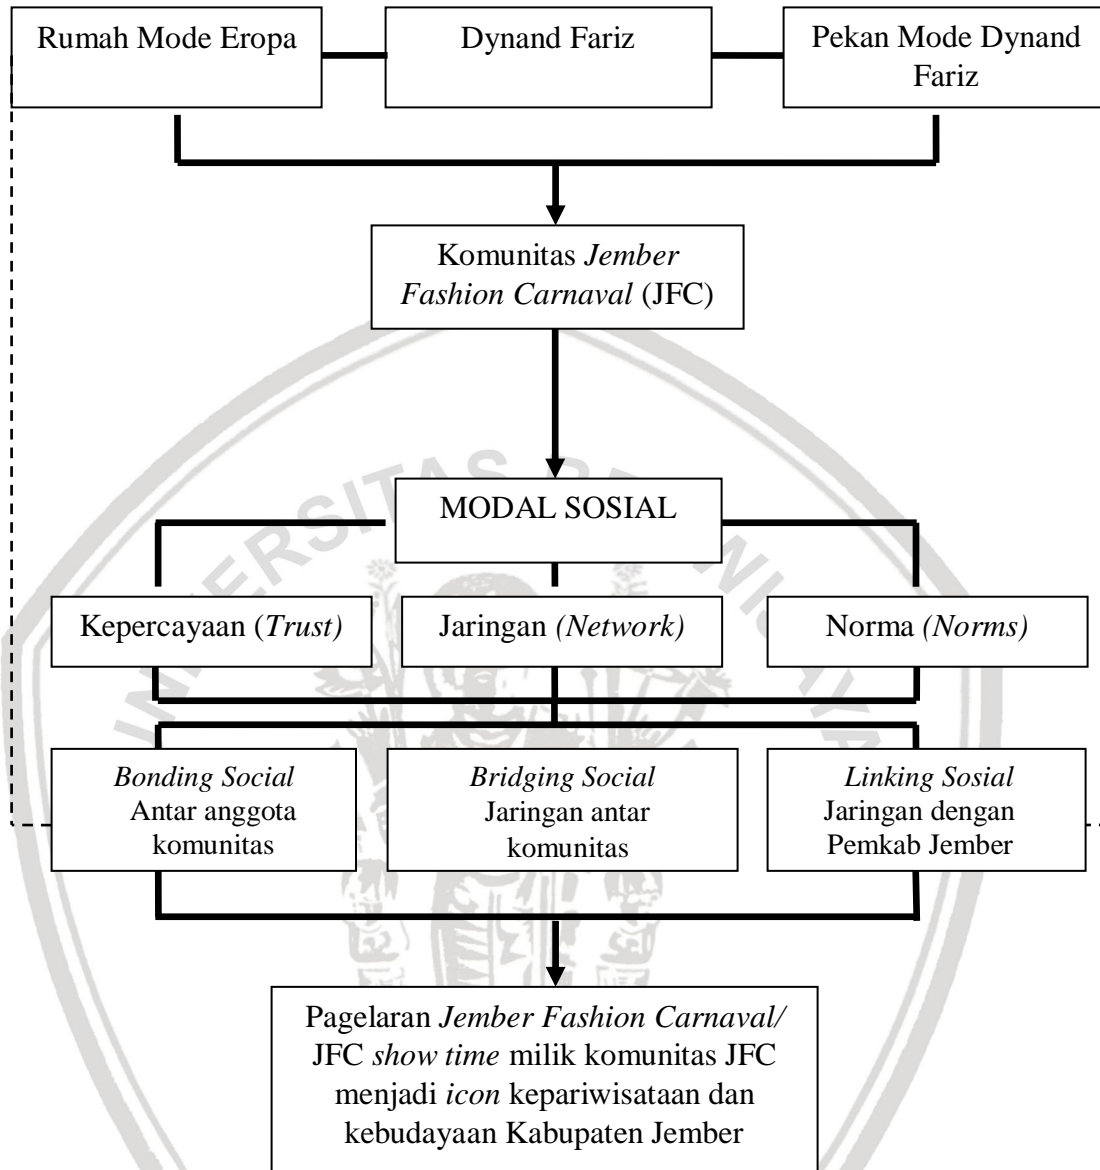 Rumah Mode Eropa
Dynand Fariz
Pekan Mode Dynand
Fariz
Komunitas Jember
Fashion Carnaval (JFC)
UNIVERSITAS BRAWIJAYA
MODAL SOSIAL
Kepercayaan (Trust)
Jaringan (Network)
Norma (Norms)
Bonding Social
Antar anggota
komunitas
Bridging Social
Jaringan antar
komunitas
Linking Sosial
Jaringan dengan
Pemkab Jember
Pagelaran Jember Fashion Carnaval/
JFC show time milik komunitas JFC
menjadi icon kepariwisataan dan
kebudayaan Kabupaten Jember